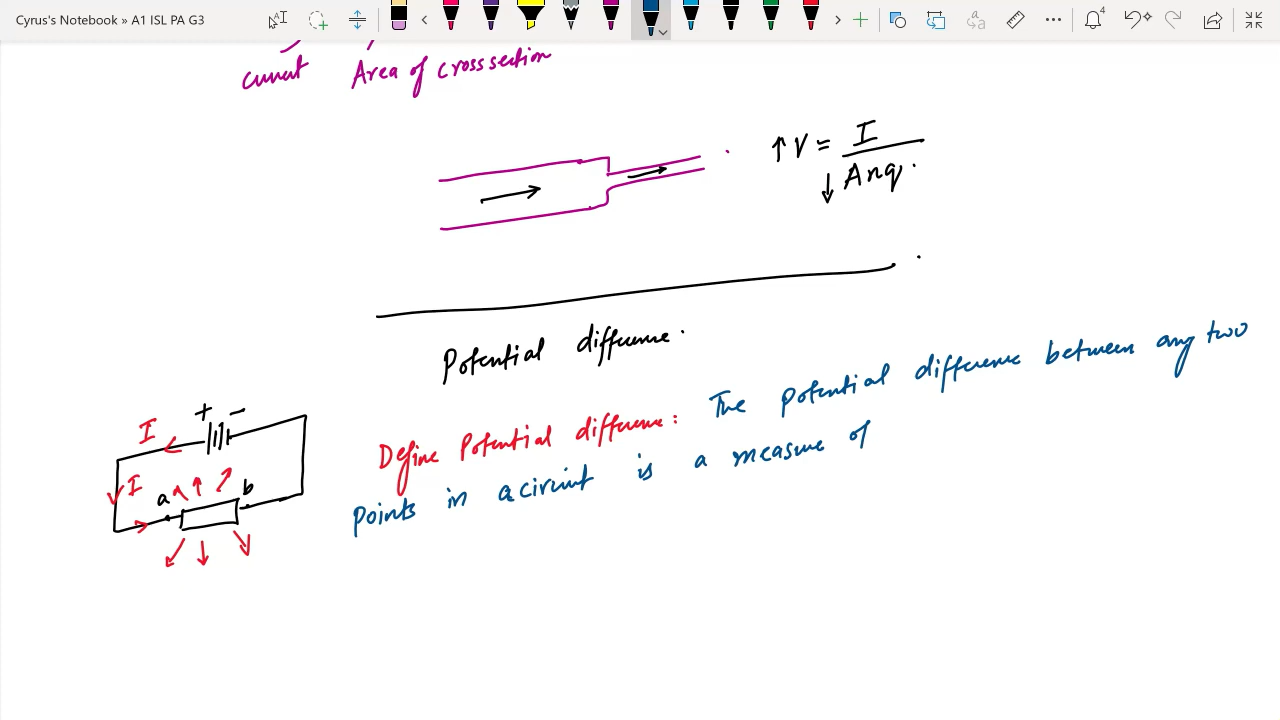 Cyrus's Notebook » A1 ISL PA G3
4
current Area of cross section
↑ V = I / Anq.
↓
Potential difference.
+ −
I
I
a b
Define Potential difference: The potential difference between any two
points in a circuit is a measure of